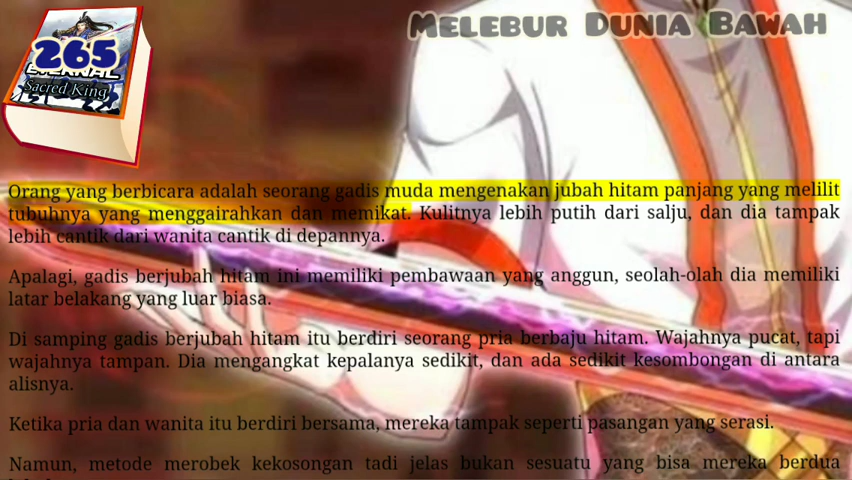 MELEBUR DUNIA BAWAH
265
ETERNAL
Sacred King
Orang yang berbicara adalah seorang gadis muda mengenakan jubah hitam panjang yang melilit
tubuhnya yang menggairahkan dan memikat. Kulitnya lebih putih dari salju, dan dia tampak
lebih cantik dari wanita cantik di depannya.
Apalagi, gadis berjubah hitam ini memiliki pembawaan yang anggun, seolah-olah dia memiliki
latar belakang yang luar biasa.
Di samping gadis berjubah hitam itu berdiri seorang pria berbaju hitam. Wajahnya pucat, tapi
wajahnya tampan. Dia mengangkat kepalanya sedikit, dan ada sedikit kesombongan di antara
alisnya.
Ketika pria dan wanita itu berdiri bersama, mereka tampak seperti pasangan yang serasi.
Namun, metode merobek kekosongan tadi jelas bukan sesuatu yang bisa mereka berdua